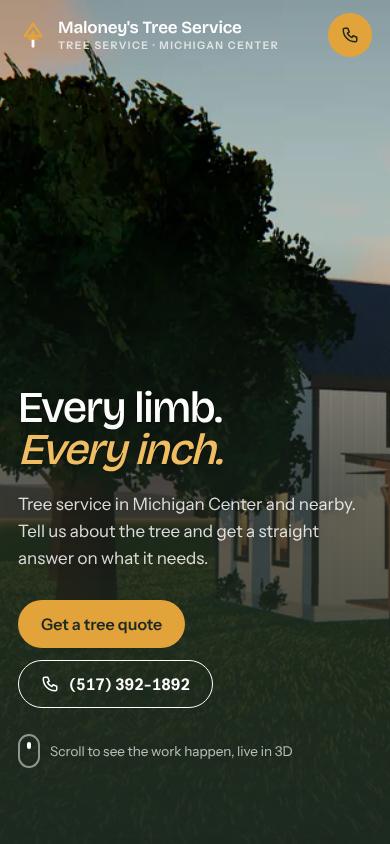 Maloney's Tree Service
TREE SERVICE · MICHIGAN CENTER
Every limb.
Every inch.
Tree service in Michigan Center and nearby.
Tell us about the tree and get a straight
answer on what it needs.
Get a tree quote
(517) 392-1892
Scroll to see the work happen, live in 3D